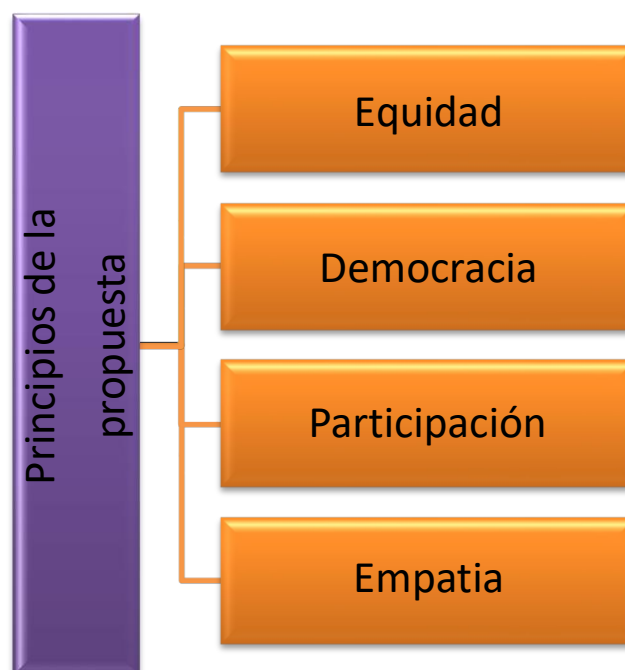 Principios de la
propuesta
Equidad
Democracia
Participación
Empatia